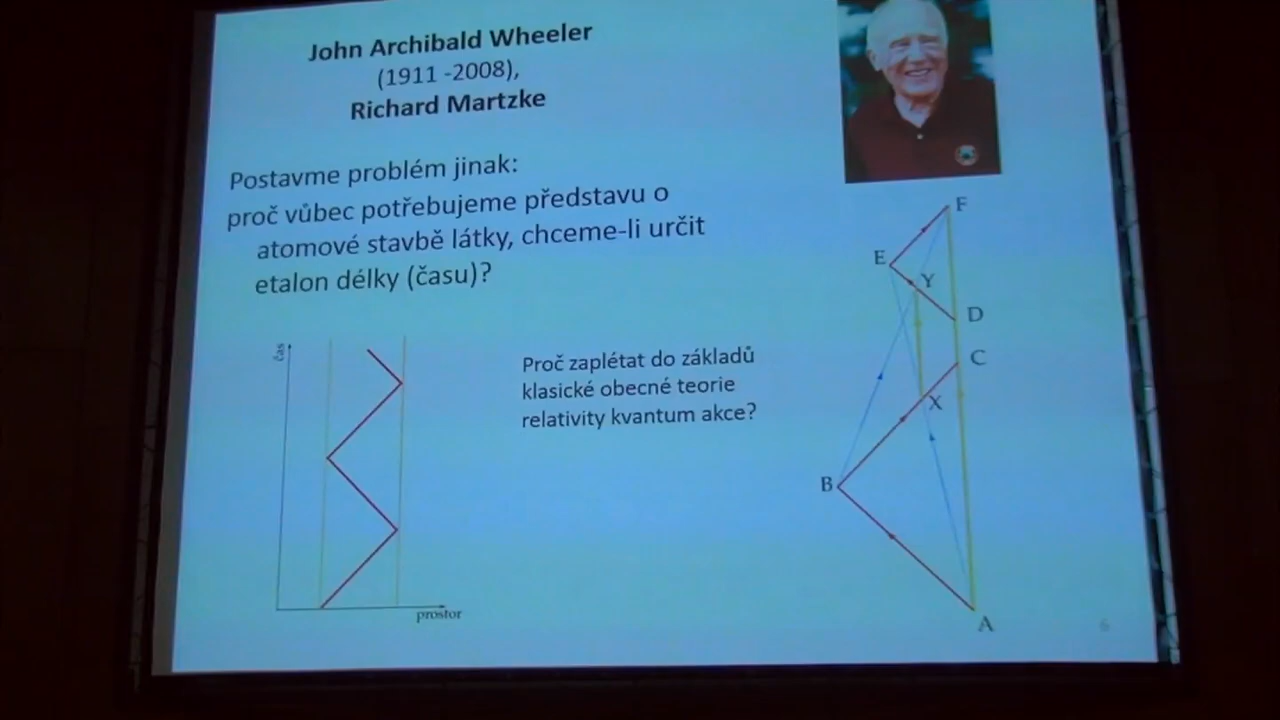 John Archibald Wheeler
(1911 -2008),
Richard Martzke
Postavme problém jinak:
proč vůbec potřebujeme představu o
atomové stavbě látky, chceme-li určit
etalon délky (času)?
čas
prostor
Proč zaplétat do základů
klasické obecné teorie
relativity kvantum akce?
F
E
Y
D
C
X
B
A
6